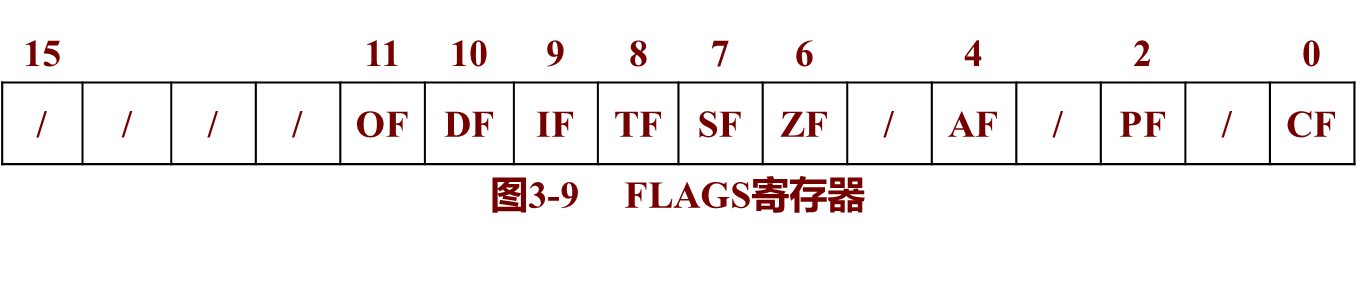 15 11 10 9 8 7 6 4 2 0
/ / / / OF DF IF TF SF ZF / AF / PF / CF
图3-9 FLAGS寄存器